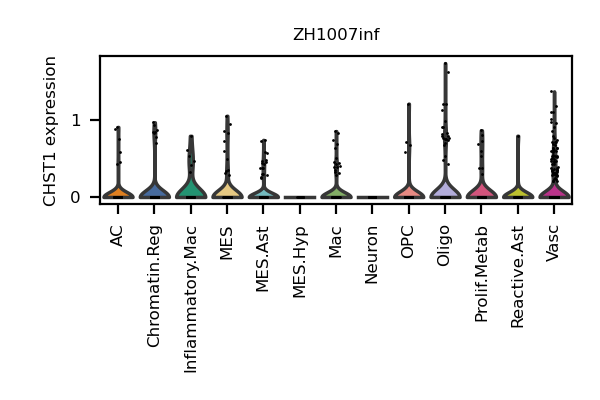 ZH1007inf
CHST1 expression
1
0
AC
Chromatin.Reg
Inflammatory.Mac
MES
MES.Ast
MES.Hyp
Mac
Neuron
OPC
Oligo
Prolif.Metab
Reactive.Ast
Vasc